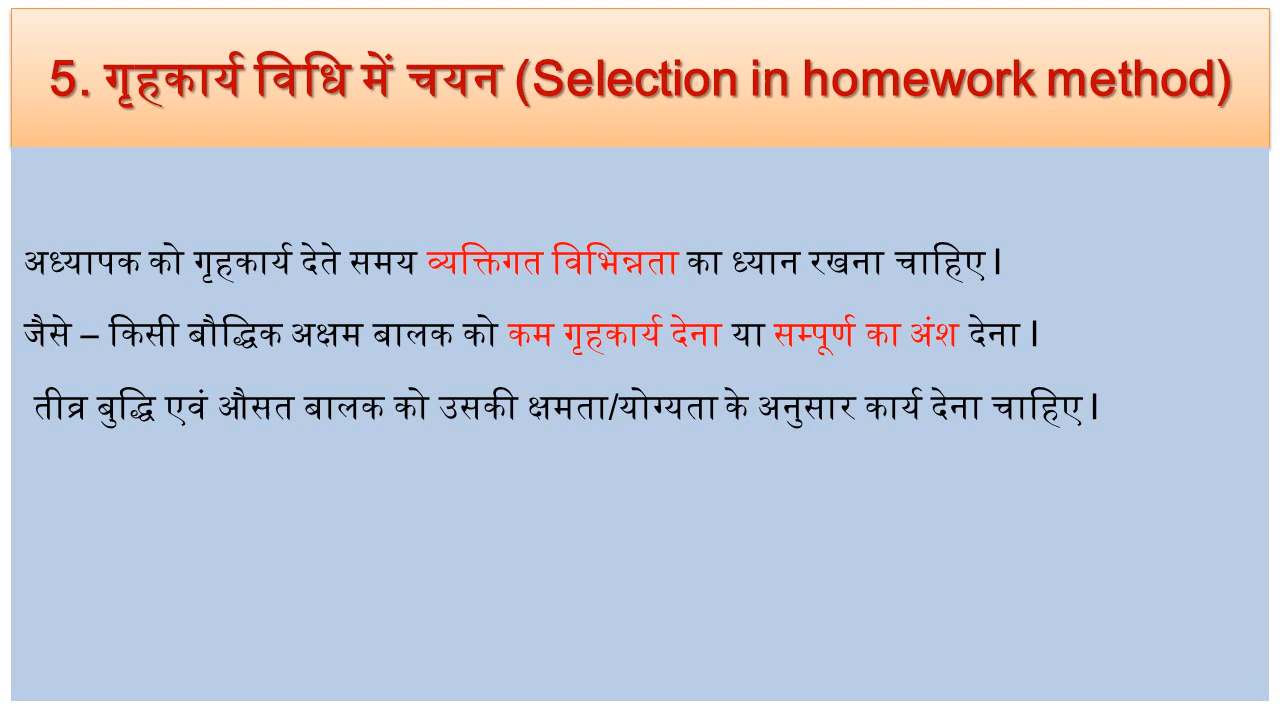 5. गृहकार्य विधि में चयन (Selection in homework method)
अध्यापक को गृहकार्य देते समय व्यक्तिगत विभिन्नता का ध्यान रखना चाहिए l
जैसे – किसी बौद्धिक अक्षम बालक को कम गृहकार्य देना या सम्पूर्ण का अंश देना l
तीव्र बुद्धि एवं औसत बालक को उसकी क्षमता/योग्यता के अनुसार कार्य देना चाहिए l